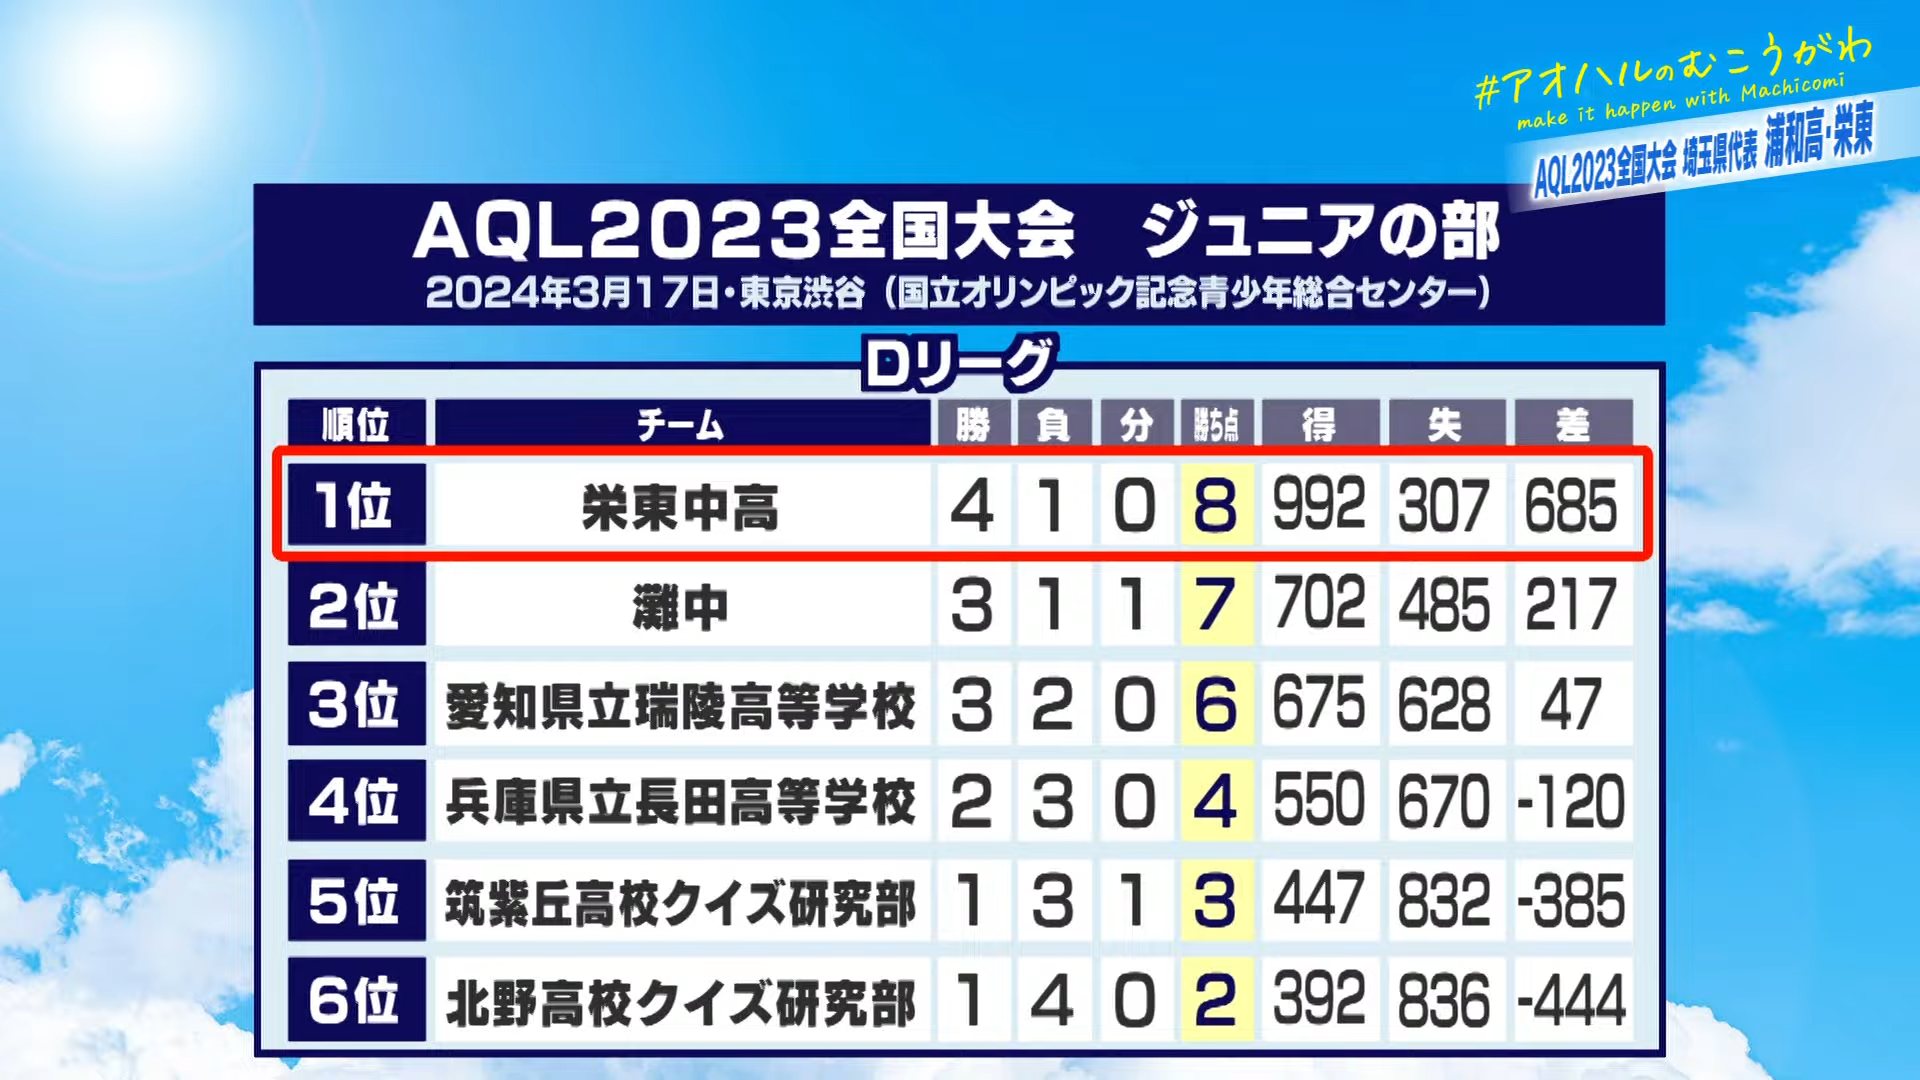 #アオハルのむこうがわ
make it happen with Machicomi
AQL2023全国大会 埼玉県代表 浦和高・栄東
AQL2023全国大会 ジュニアの部
2024年3月17日・東京渋谷（国立オリンピック記念青少年総合センター）
Dリーグ
順位 チーム 勝 負 分 勝ち点 得 失 差
1位 栄東中高 4 1 0 8 992 307 685
2位 灘中 3 1 1 7 702 485 217
3位 愛知県立瑞陵高等学校 3 2 0 6 675 628 47
4位 兵庫県立長田高等学校 2 3 0 4 550 670 -120
5位 筑紫丘高校クイズ研究部 1 3 1 3 447 832 -385
6位 北野高校クイズ研究部 1 4 0 2 392 836 -444